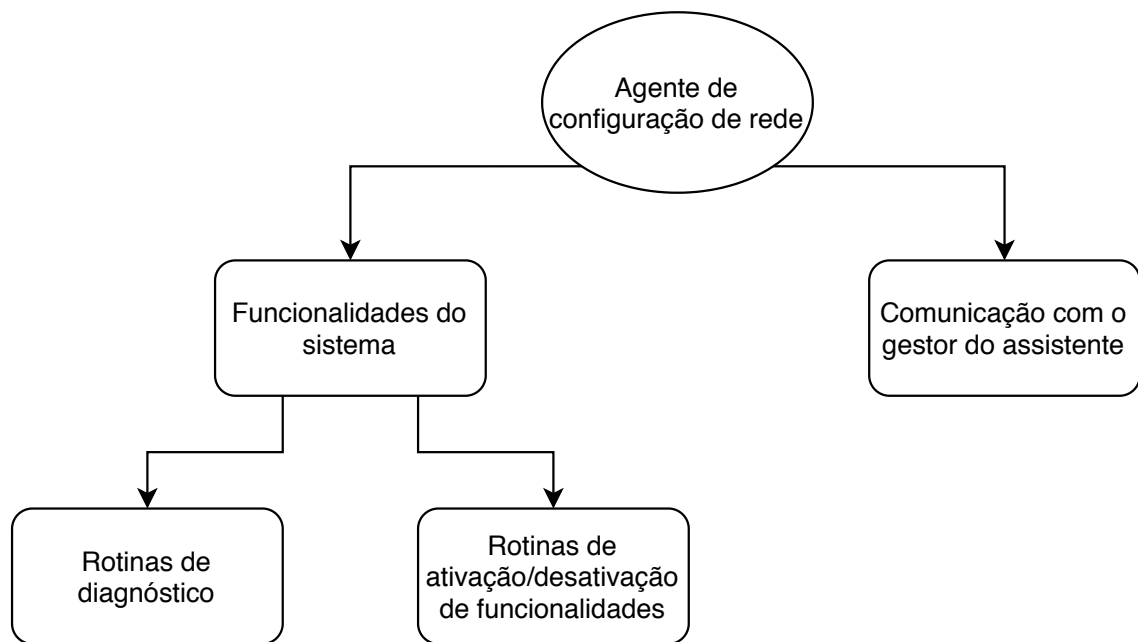 Agente de
configuração de rede
Funcionalidades do
sistema
Comunicação com o
gestor do assistente
Rotinas de
diagnóstico
Rotinas de
ativação/desativação
de funcionalidades